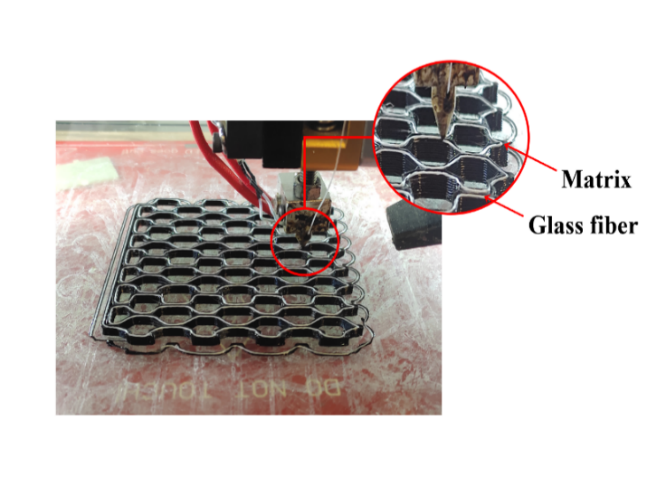 Matrix
Glass fiber
DO NOT TOUCH